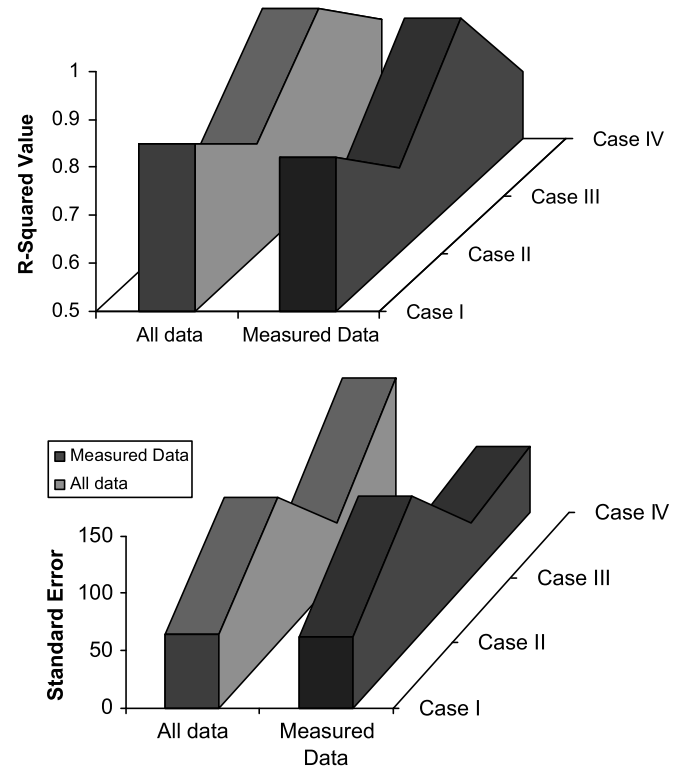 R-Squared Value
1
0.9
0.8
0.7
0.6
0.5
All data
Measured Data
Case I
Case II
Case III
Case IV
Measured Data
All data
Standard Error
150
100
50
0
All data
Measured
Data
Case I
Case II
Case III
Case IV